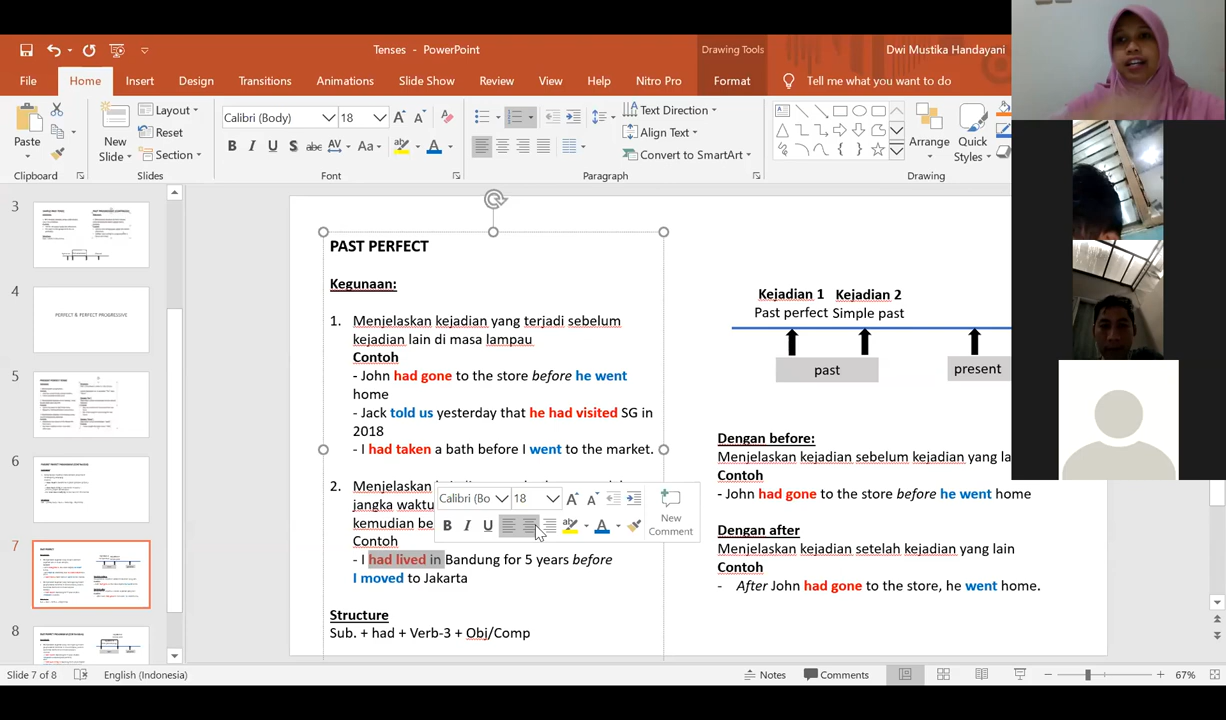 Tenses - PowerPoint
Drawing Tools
Dwi Mustika Handayani
File Home Insert Design Transitions Animations Slide Show Review View Help Nitro Pro Format Tell me what you want to do
Paste
Clipboard
New Slide
Layout
Reset
Section
Slides
Calibri (Body) 18
B I U S abc AV Aa A
Font
Text Direction
Align Text
Convert to SmartArt
Paragraph
Arrange
Quick Styles
Drawing
3
4
PERFECT & PERFECT PROGRESSIVE
5
6
7
8
PAST PERFECT
Kegunaan:
1. Menjelaskan kejadian yang terjadi sebelum
kejadian lain di masa lampau
Contoh
- John had gone to the store before he went
home
- Jack told us yesterday that he had visited SG in
2018
- I had taken a bath before I went to the market.
2. Menjelaskan
jangka waktu
kemudian be
Contoh
- I had lived in Bandung for 5 years before
I moved to Jakarta
Structure
Sub. + had + Verb-3 + Obj/Comp
Calibri (Bo 18
B I U
New Comment
Kejadian 1 Kejadian 2
Past perfect Simple past
past
present
Dengan before:
Menjelaskan kejadian sebelum kejadian yang la
Contoh
- John had gone to the store before he went home
Dengan after
Menjelaskan kejadian setelah kejadian yang lain
Contoh
- After John had gone to the store, he went home.
Slide 7 of 8
English (Indonesia)
Notes
Comments
67%